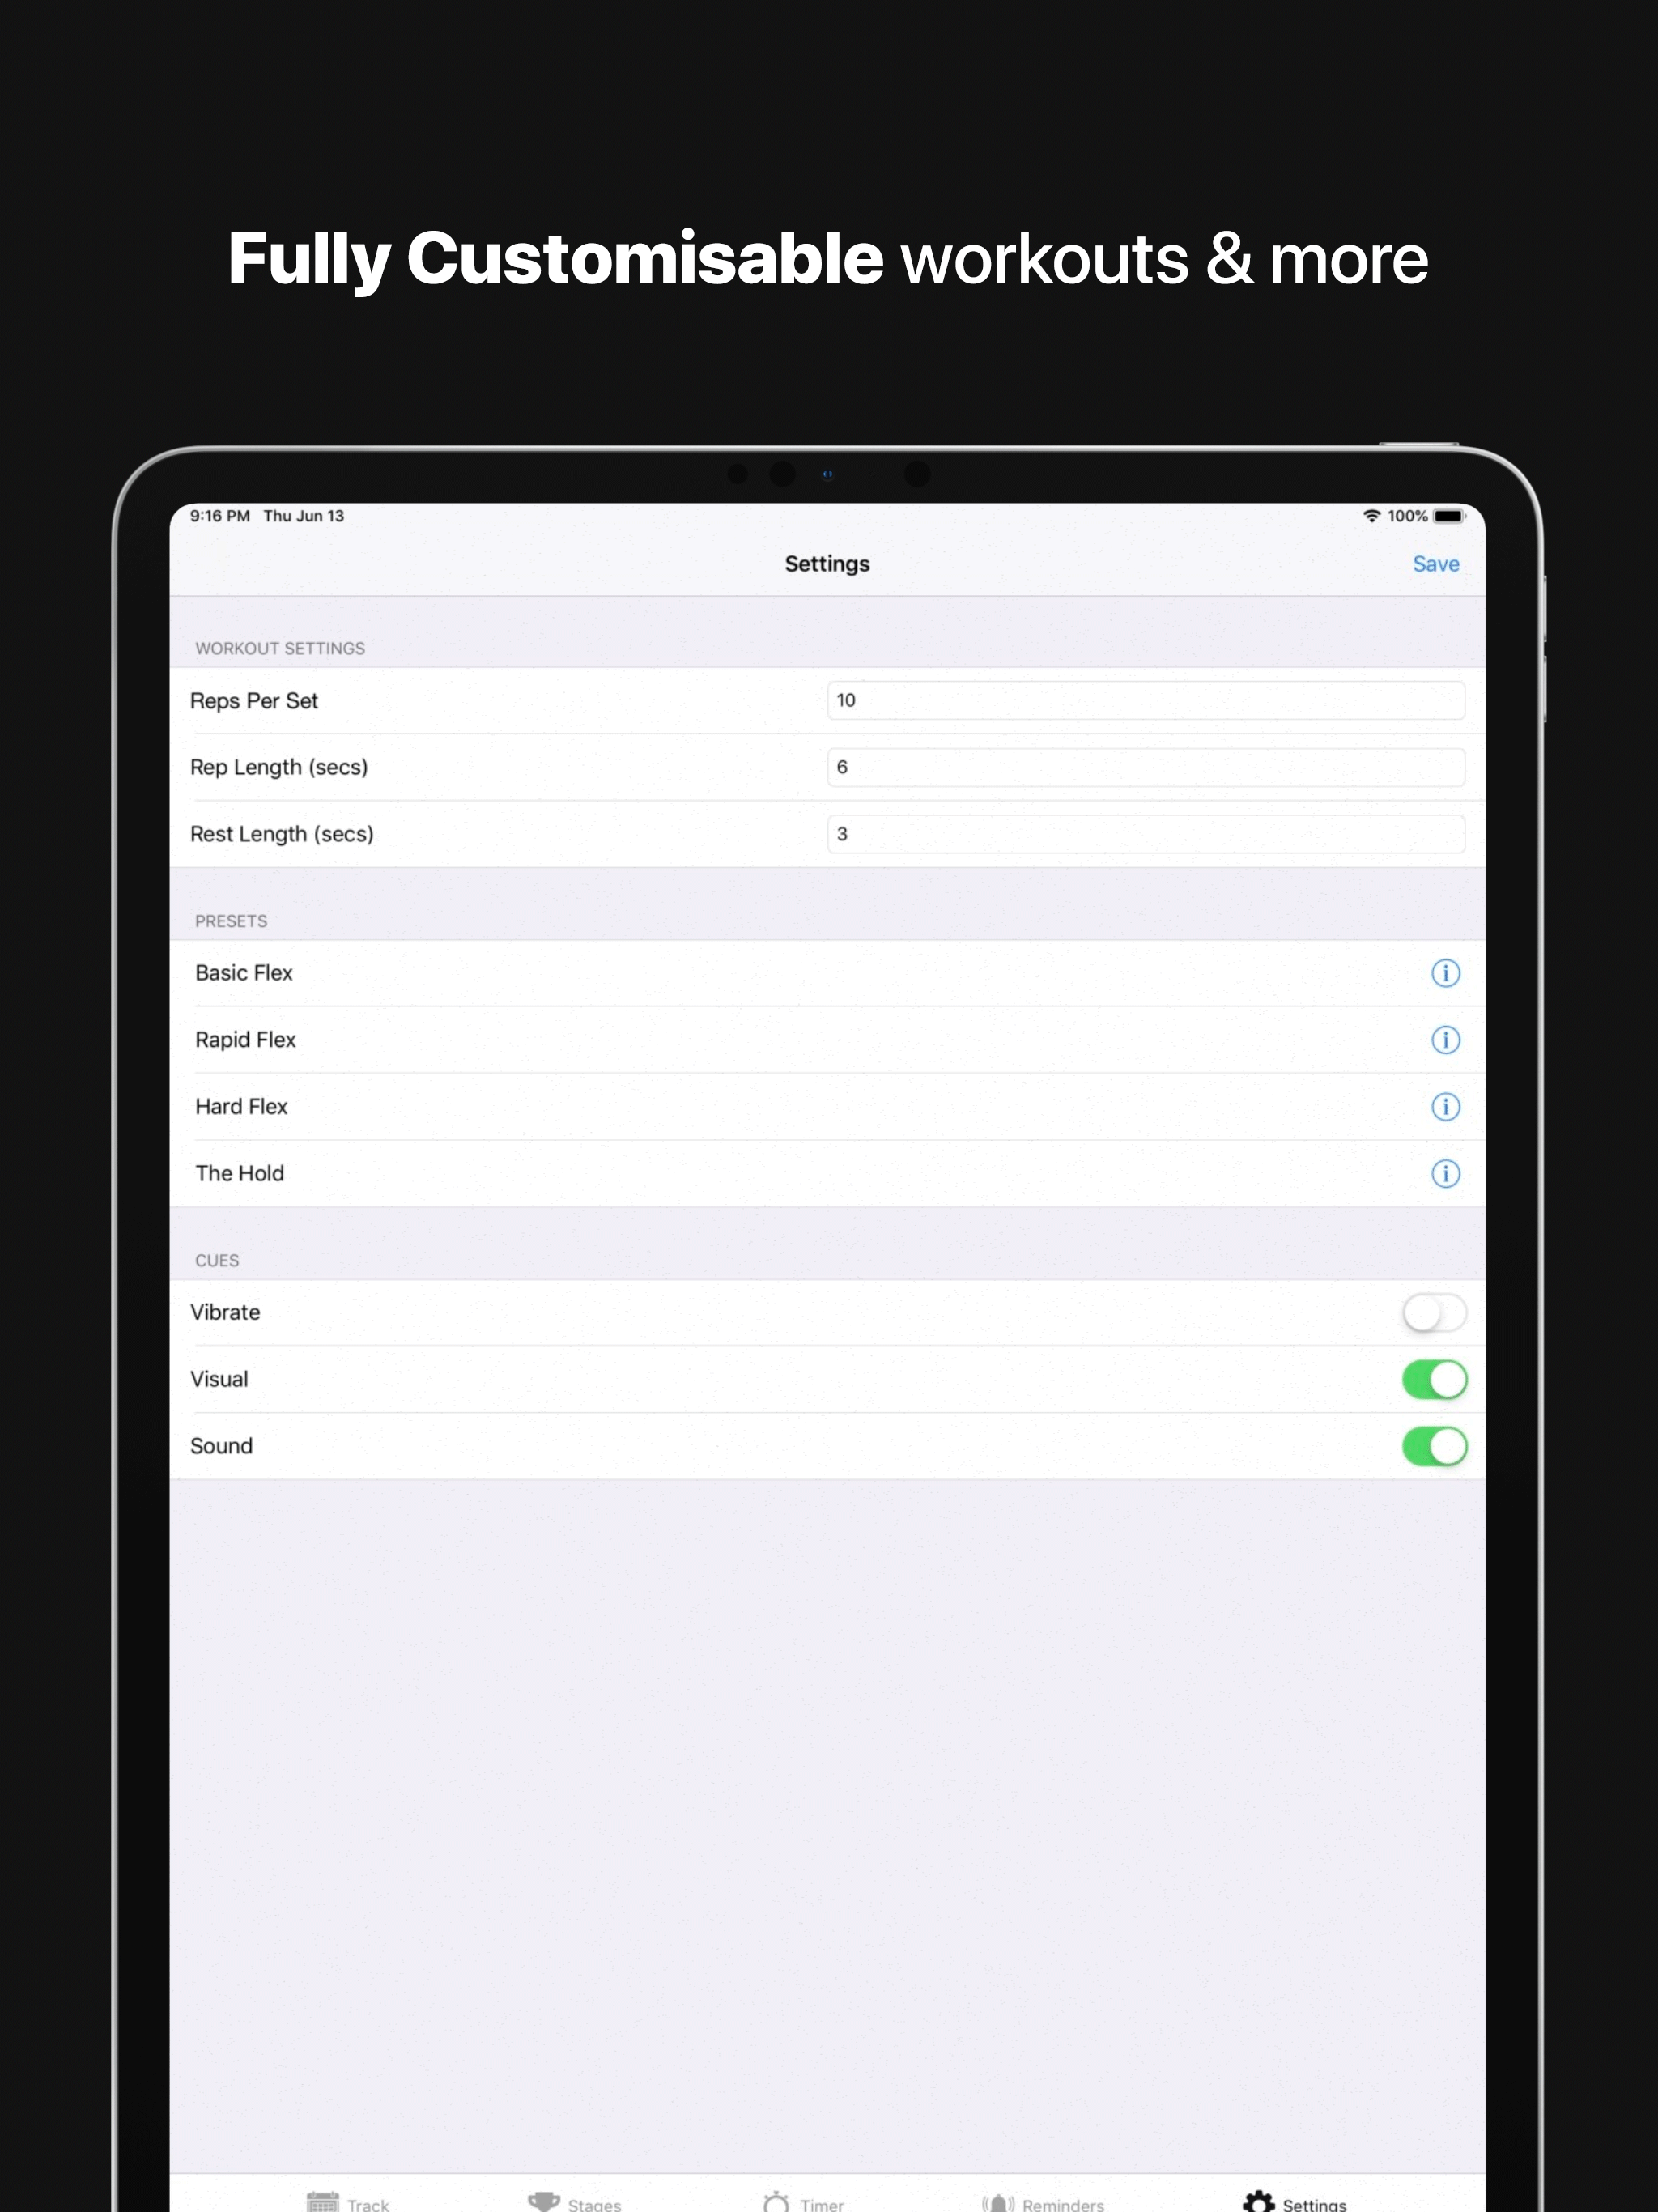 Fully Customisable workouts & more
9:16 PM Thu Jun 13
100%
Settings
Save
WORKOUT SETTINGS
Reps Per Set
10
Rep Length (secs)
6
Rest Length (secs)
3
PRESETS
Basic Flex
Rapid Flex
Hard Flex
The Hold
CUES
Vibrate
Visual
Sound
Track
Stages
Timer
Reminders
Settings